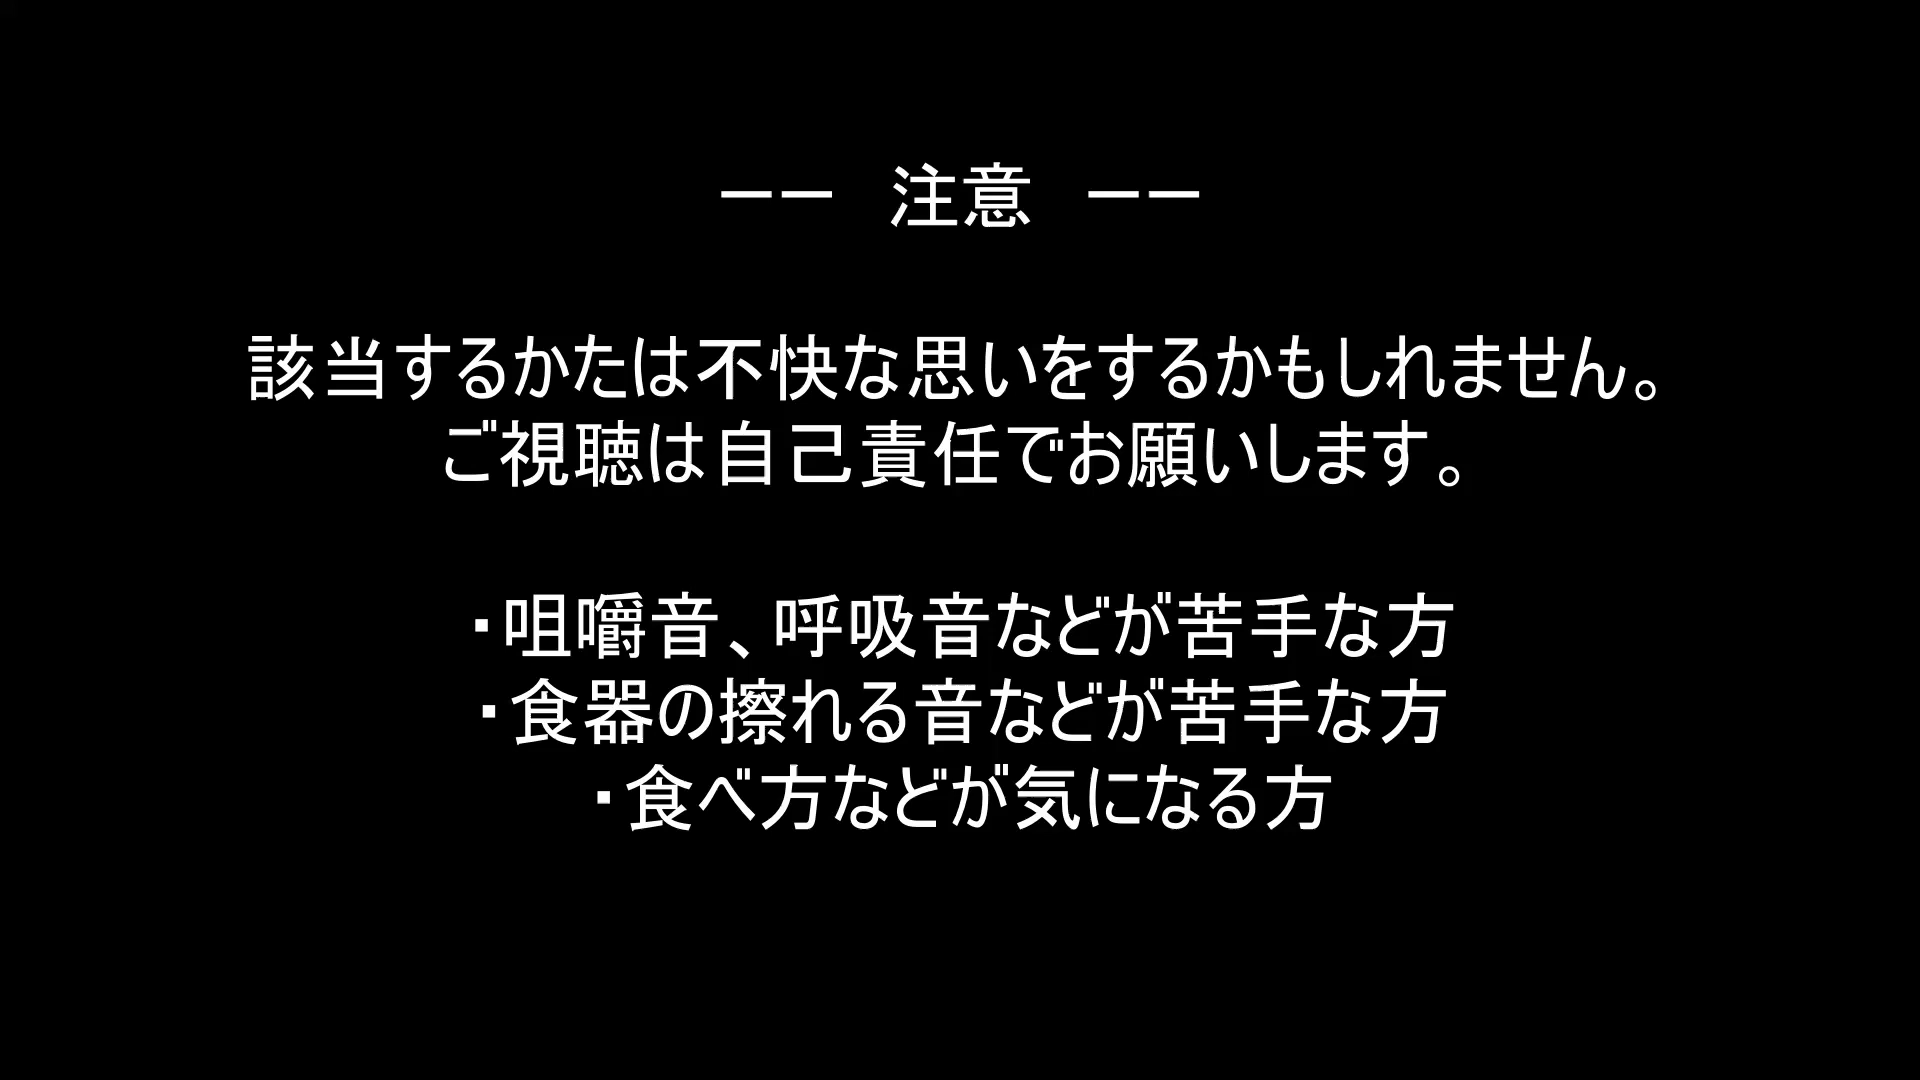 ーー　注意　ーー
該当するかたは不快な思いをするかもしれません。
ご視聴は自己責任でお願いします。
・咀嚼音、呼吸音などが苦手な方
・食器の擦れる音などが苦手な方
・食べ方などが気になる方